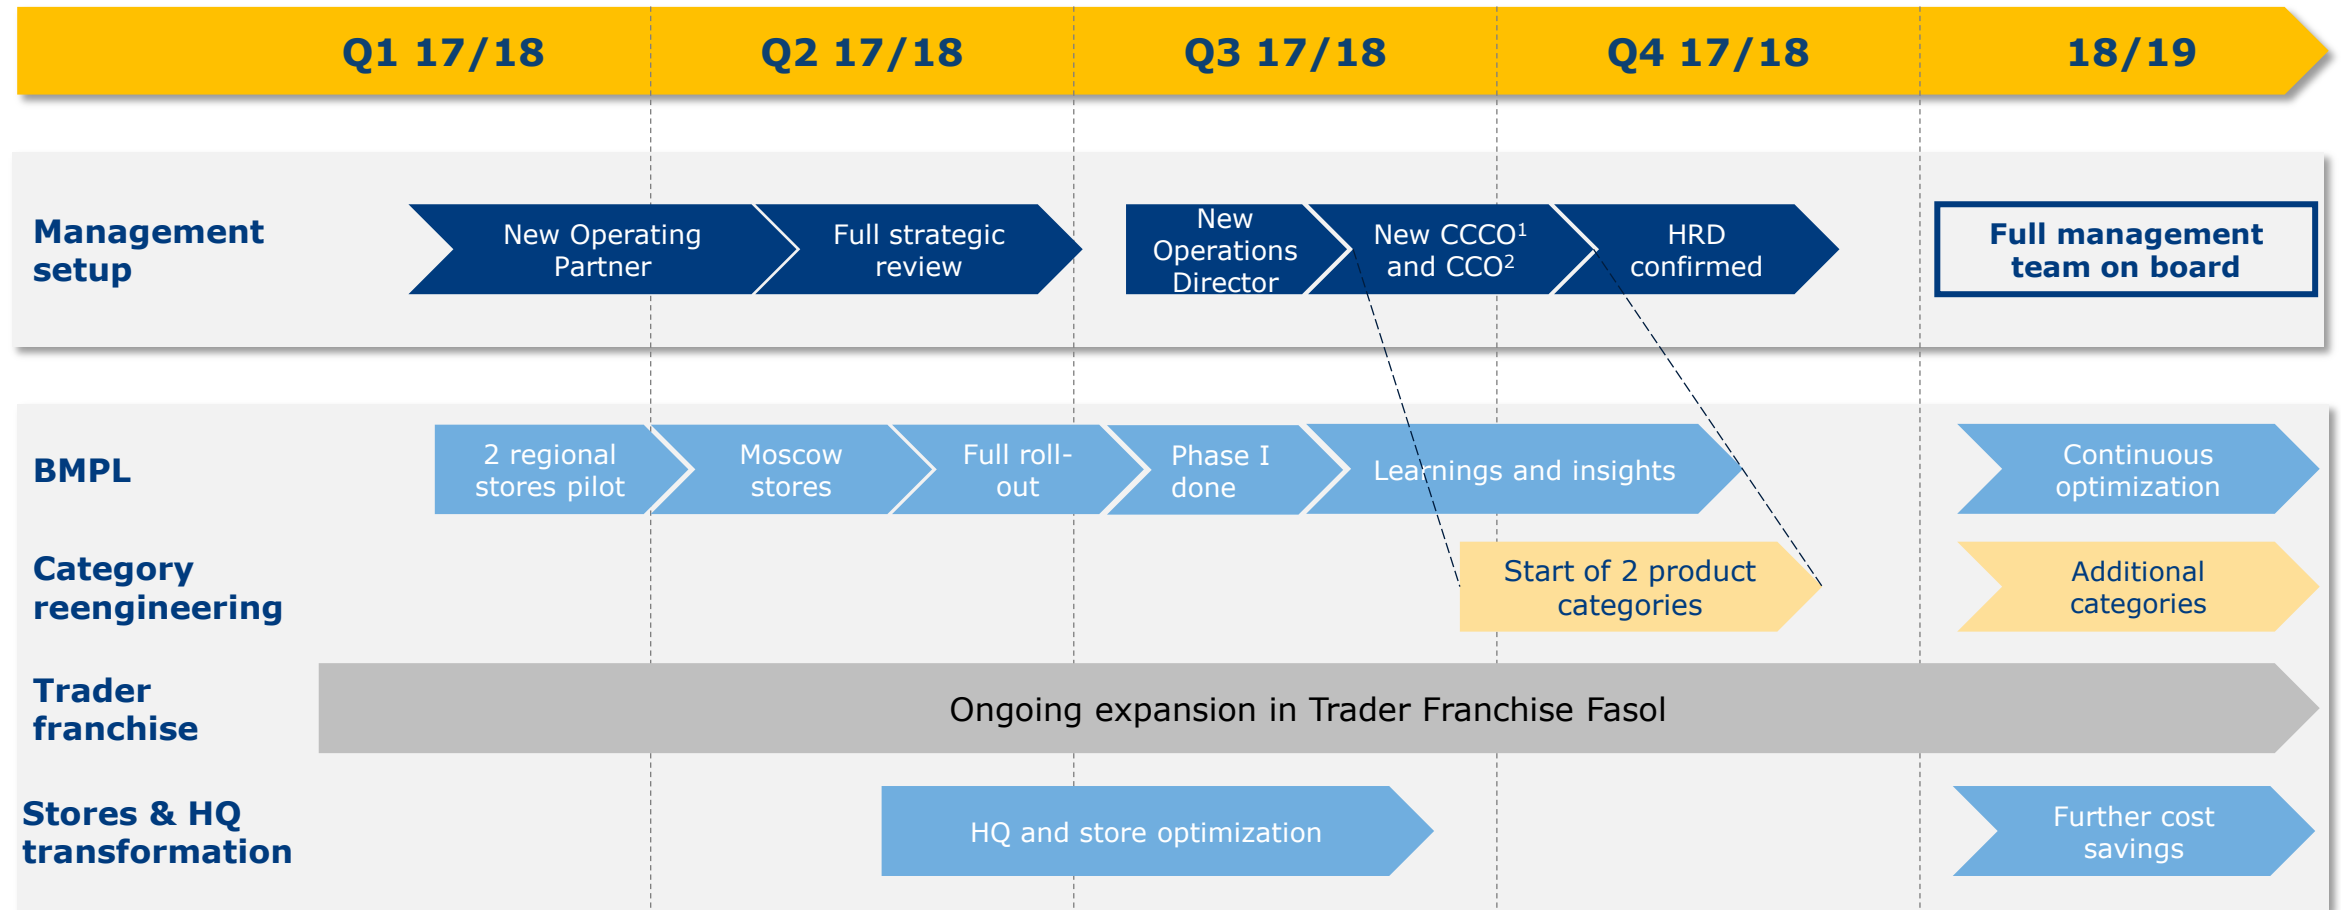 Q1 17/18
Q2 17/18
Q3 17/18
Q4 17/18
18/19
Management
setup
New Operating
Partner
Full strategic
review
New
Operations
Director
New CCCO¹
and CCO²
HRD
confirmed
Full management
team on board
BMPL
2 regional
stores pilot
Moscow
stores
Full roll-
out
Phase I
done
Learnings and insights
Continuous
optimization
Category
reengineering
Start of 2 product
categories
Additional
categories
Trader
franchise
Ongoing expansion in Trader Franchise Fasol
Stores & HQ
transformation
HQ and store optimization
Further cost
savings